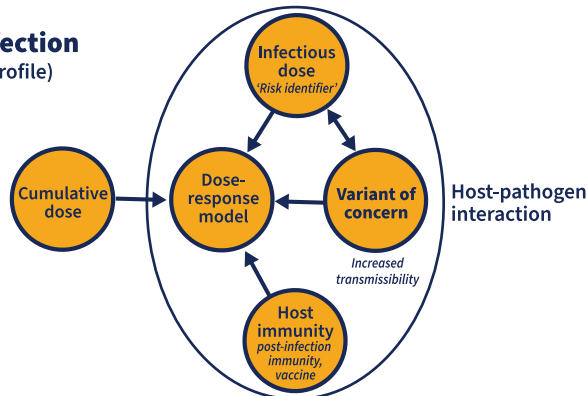 ection
rofile)
Infectious
dose
'Risk identifier'
Cumulative
dose
Dose-
response
model
Variant of
concern
Increased
transmissibility
Host-pathogen
interaction
Host
immunity
post-infection
immunity,
vaccine